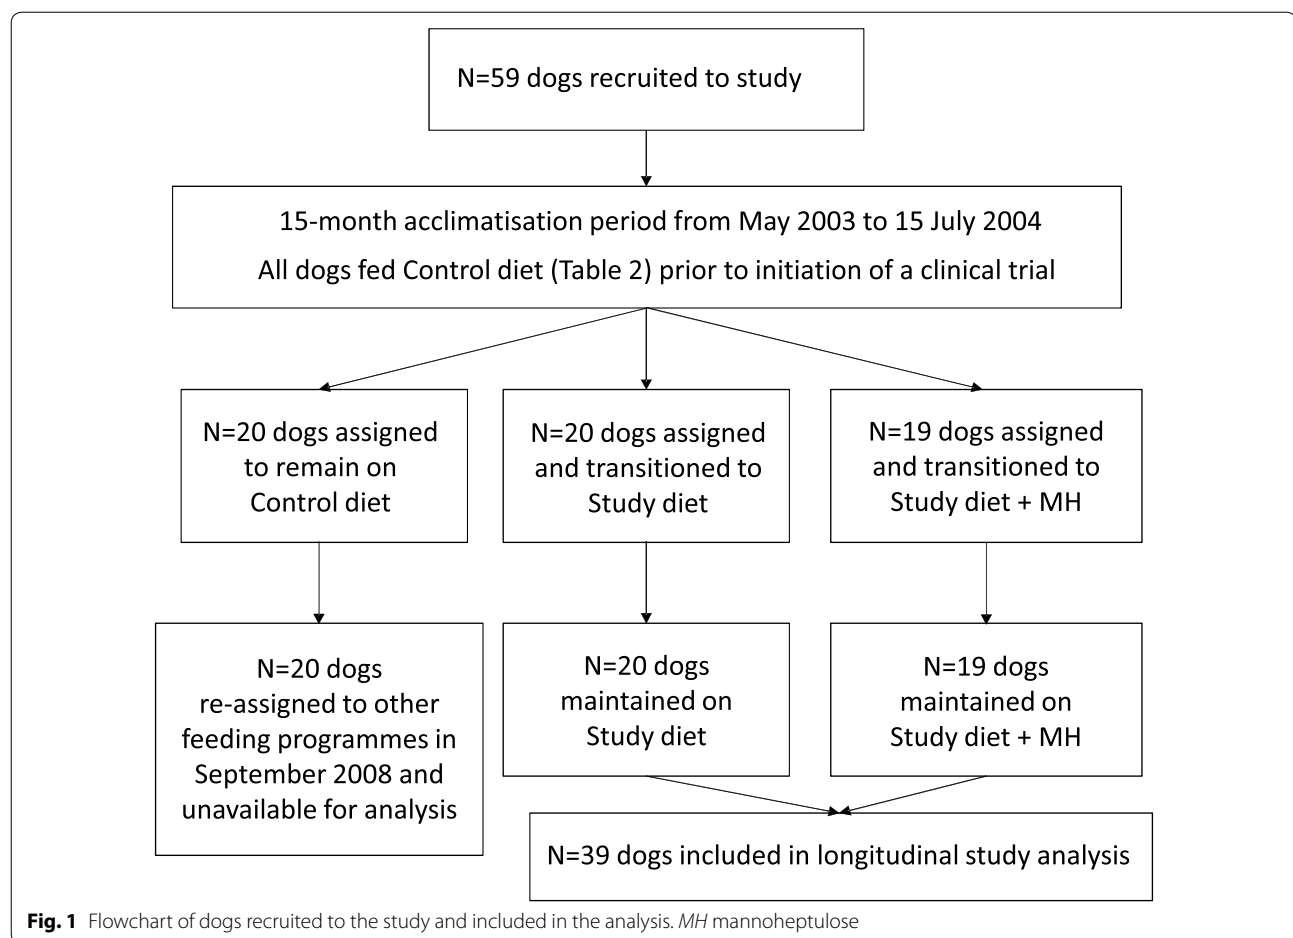 N=59 dogs recruited to study
15-month acclimatisation period from May 2003 to 15 July 2004
All dogs fed Control diet (Table 2) prior to initiation of a clinical trial
N=20 dogs assigned
to remain on
Control diet
N=20 dogs assigned
and transitioned to
Study diet
N=19 dogs assigned
and transitioned to
Study diet + MH
N=20 dogs
re-assigned to other
feeding programmes in
September 2008 and
unavailable for analysis
N=20 dogs
maintained on
Study diet
N=19 dogs
maintained on
Study diet + MH
N=39 dogs included in longitudinal study analysis
Fig. 1 Flowchart of dogs recruited to the study and included in the analysis. MH mannoheptulose